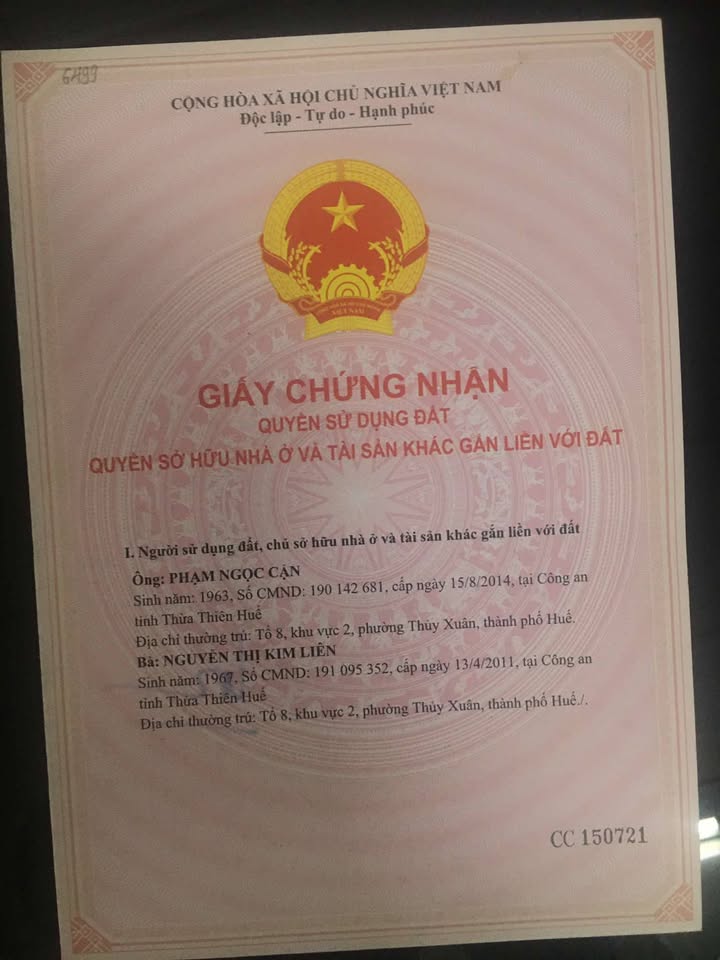 6499
CỘNG HÒA XÃ HỘI CHỦ NGHĨA VIỆT NAM
Độc lập - Tự do - Hạnh phúc
VIỆT NAM
GIẤY CHỨNG NHẬN
QUYỀN SỬ DỤNG ĐẤT
QUYỀN SỞ HỮU NHÀ Ở VÀ TÀI SẢN KHÁC GẮN LIỀN VỚI ĐẤT
I. Người sử dụng đất, chủ sở hữu nhà ở và tài sản khác gắn liền với đất
Ông: PHẠM NGỌC CẬN
Sinh năm: 1963, Số CMND: 190 142 681, cấp ngày 15/8/2014, tại Công an
tỉnh Thừa Thiên Huế
Địa chỉ thường trú: Tổ 8, khu vực 2, phường Thủy Xuân, thành phố Huế.
Bà: NGUYỄN THỊ KIM LIÊN
Sinh năm: 1967, Số CMND: 191 095 352, cấp ngày 13/4/2011, tại Công an
tỉnh Thừa Thiên Huế
Địa chỉ thường trú: Tổ 8, khu vực 2, phường Thủy Xuân, thành phố Huế./.
CC 150721